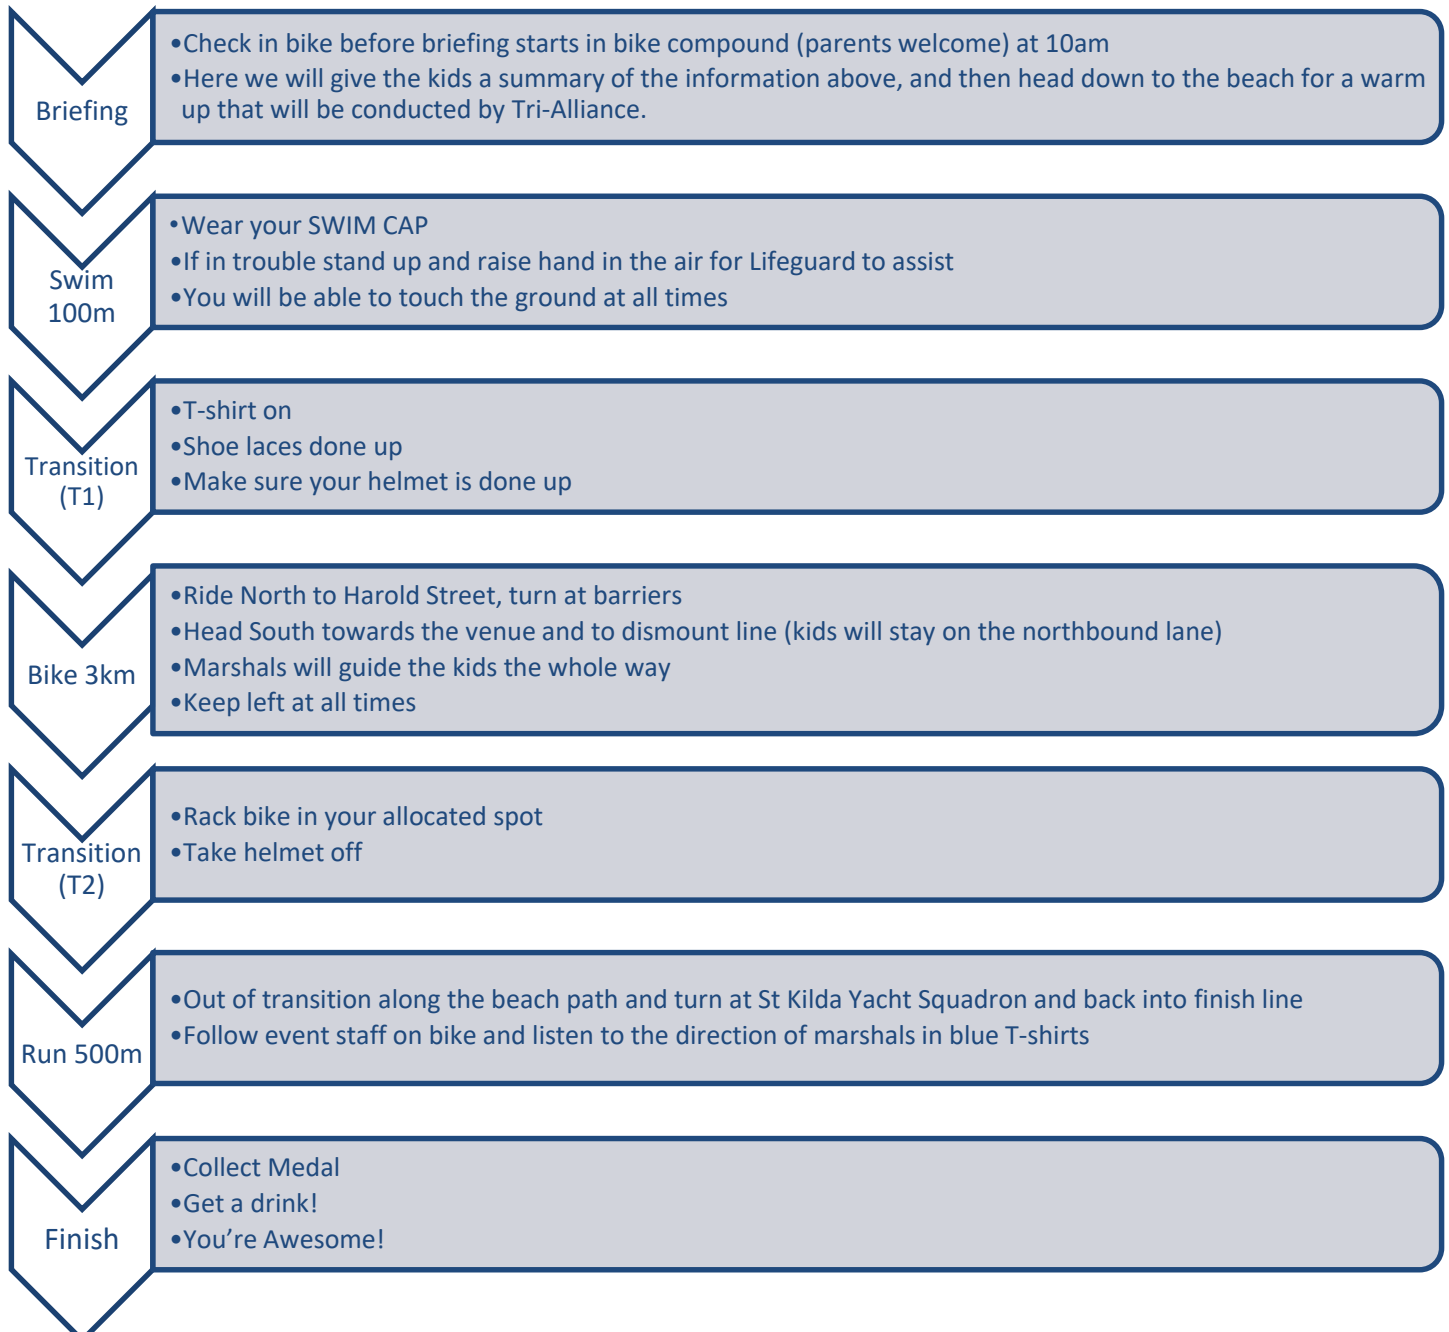 Briefing
•Check in bike before briefing starts in bike compound (parents welcome) at 10am
•Here we will give the kids a summary of the information above, and then head down to the beach for a warm
up that will be conducted by Tri-Alliance.
Swim
100m
•Wear your SWIM CAP
•If in trouble stand up and raise hand in the air for Lifeguard to assist
•You will be able to touch the ground at all times
Transition
(T1)
•T-shirt on
•Shoe laces done up
•Make sure your helmet is done up
Bike 3km
•Ride North to Harold Street, turn at barriers
•Head South towards the venue and to dismount line (kids will stay on the northbound lane)
•Marshals will guide the kids the whole way
•Keep left at all times
Transition
(T2)
•Rack bike in your allocated spot
•Take helmet off
Run 500m
•Out of transition along the beach path and turn at St Kilda Yacht Squadron and back into finish line
•Follow event staff on bike and listen to the direction of marshals in blue T-shirts
Finish
•Collect Medal
•Get a drink!
•You’re Awesome!